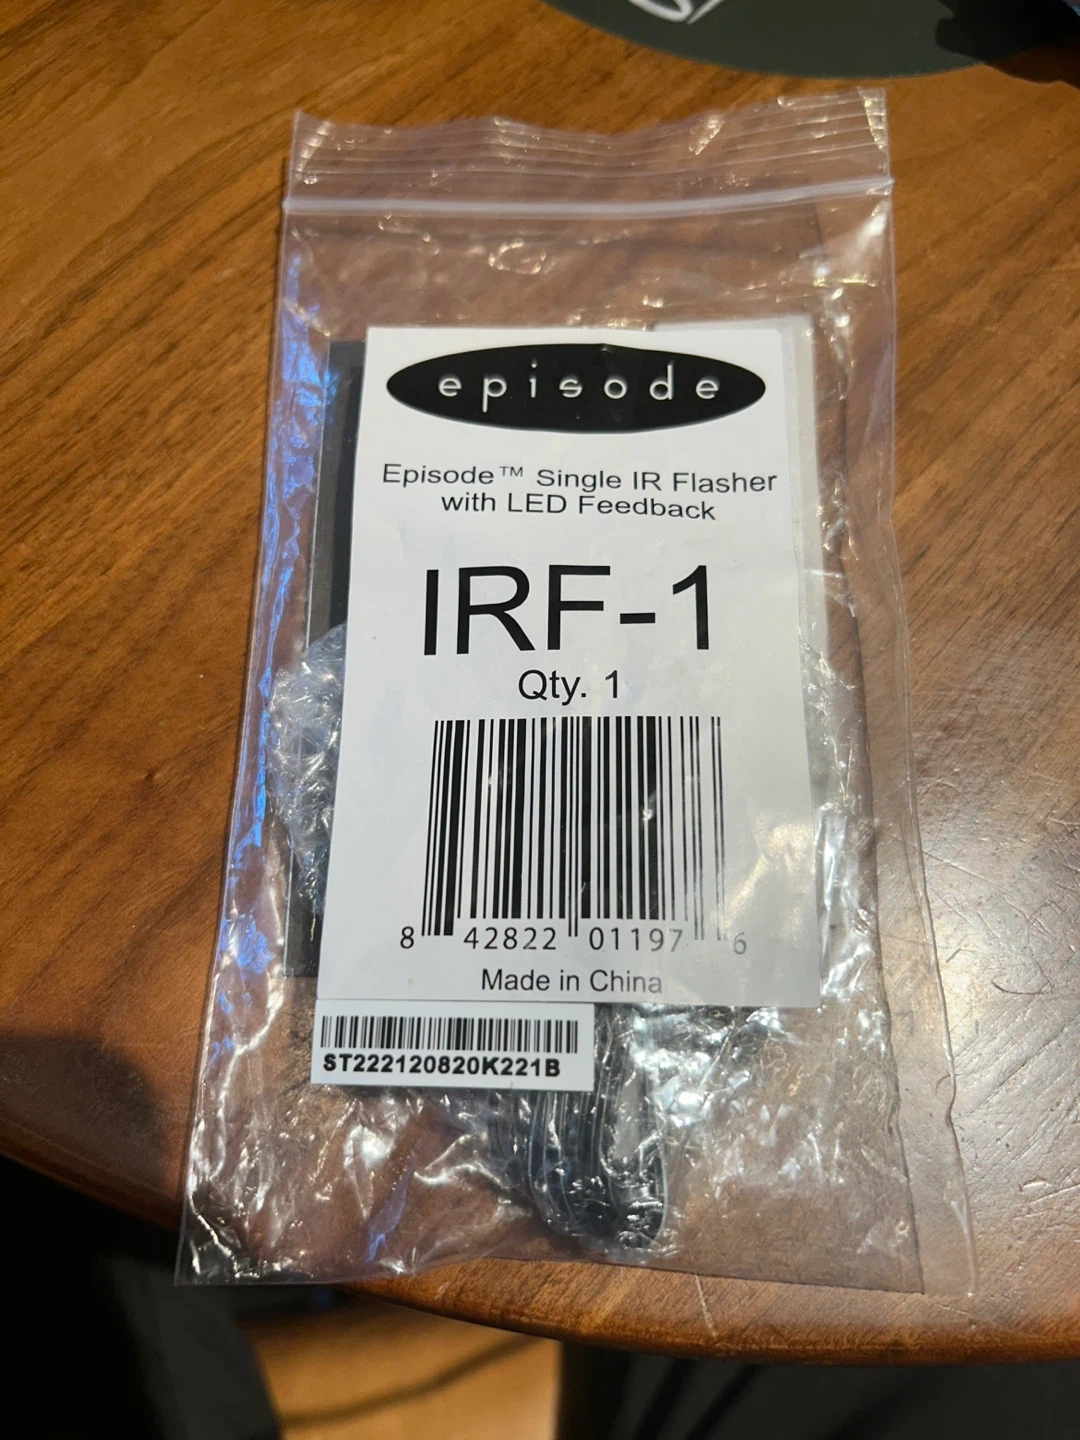 episode
Episode™ Single IR Flasher
with LED Feedback
IRF-1
Qty. 1
8 42822 01197 6
Made in China
ST222120820K221B